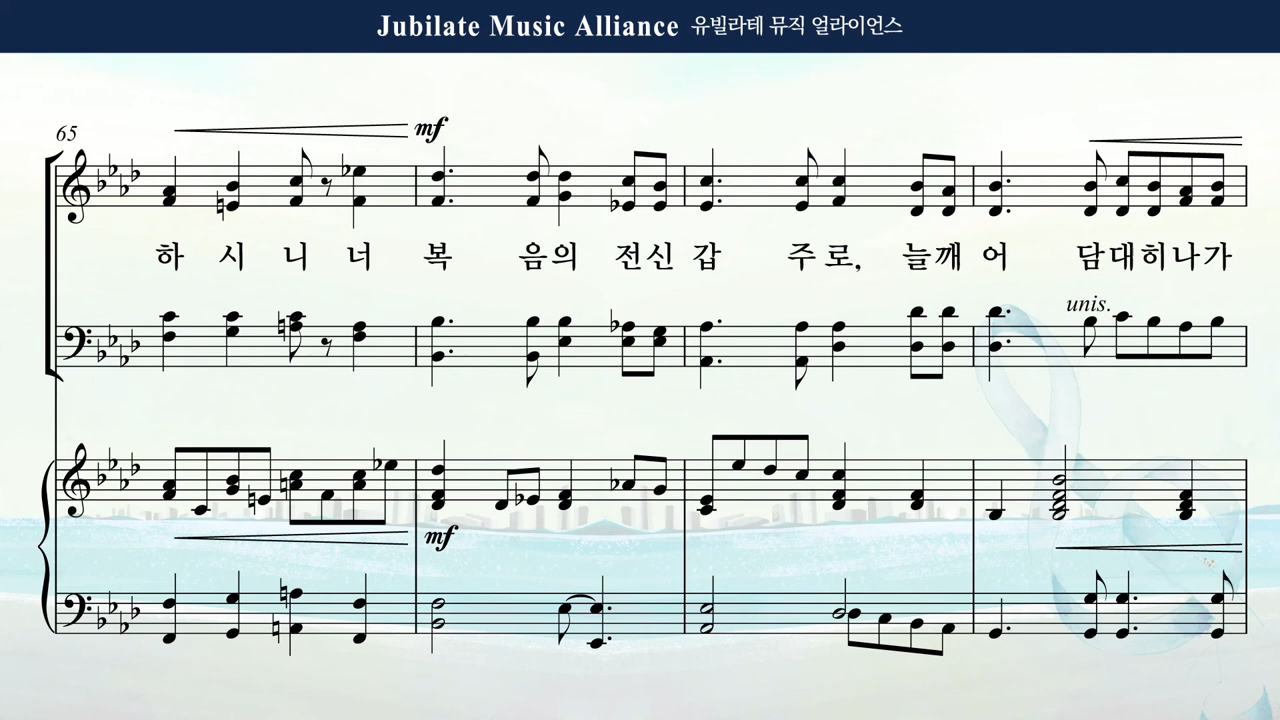 Jubilate Music Alliance 유빌라테 뮤직 얼라이언스
65
mf
하 시 니 너 복 음의 전신 갑 주 로, 늘깨 어 담대히나가
unis.
mf